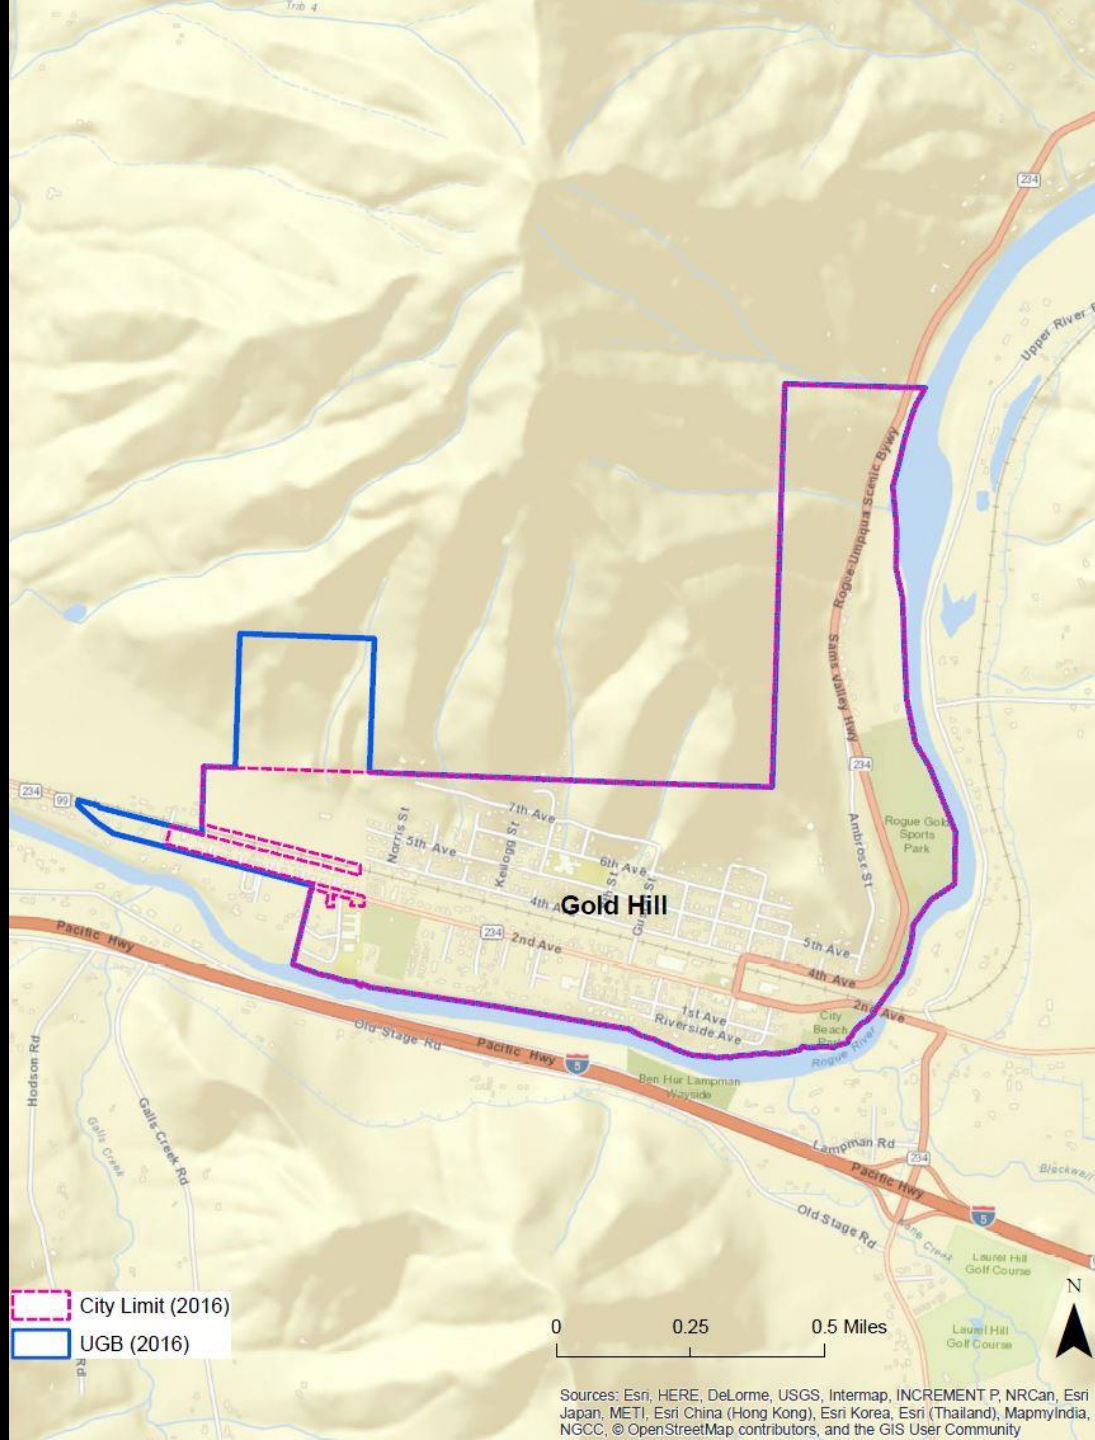 Trib 4
234
Upper River
Rogue-Umpqua Scenic Bywy
Sams Valley Hwy
234
234
99
Rogue Gold
Sports
Park
Ambrose St
7th Ave
Norris St
5th Ave
Kellogg St
6th Ave
4th
Gold Hill
234
2nd Ave
5th Ave
4th Ave
2nd Ave
1st Ave
Riverside Ave
City
Beach
Park
Rogue River
Pacific Hwy
Old Stage Rd
Pacific Hwy
5
Ben Hur Lampman
Wayside
Hodson Rd
Galls Creek
Galls Creek Rd
Lampman Rd
234
Pacific Hwy
Blackwell
Old Stage Rd
5
Kane Creek
Laurel Hill
Golf Course
Laurel Hill
Golf Course
N
City Limit (2016)
UGB (2016)
Rd
0 0.25 0.5 Miles
Sources: Esri, HERE, DeLorme, USGS, Intermap, INCREMENT P, NRCan, Esri
Japan, METI, Esri China (Hong Kong), Esri Korea, Esri (Thailand), MapmyIndia,
NGCC, © OpenStreetMap contributors, and the GIS User Community